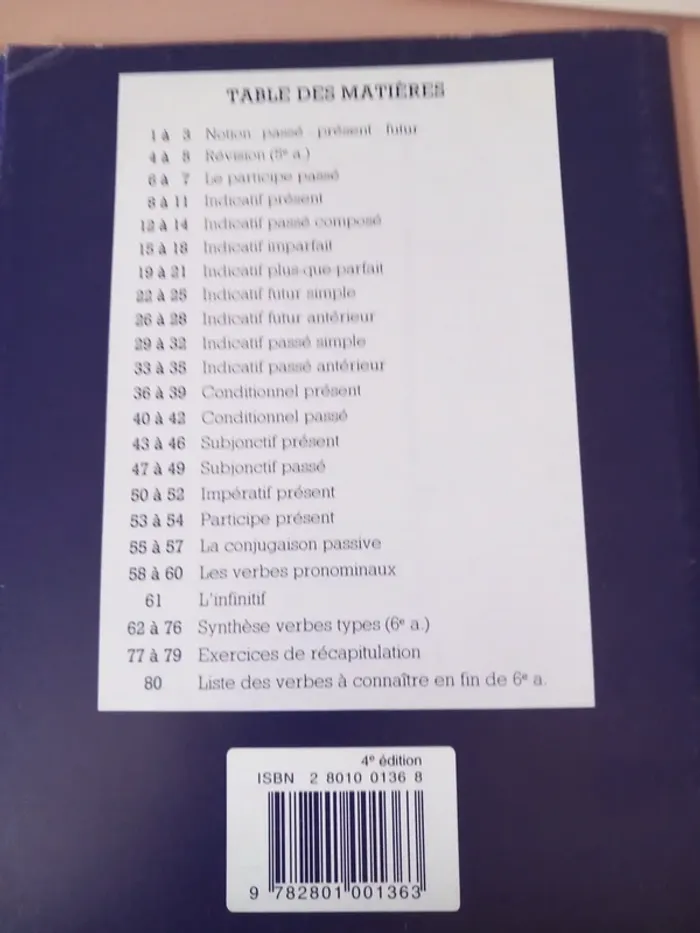 TABLE DES MATIÈRES
1 à 3 Notion passé présent futur
4 à 5 Révision (5e a.)
6 à 7 Le participe passé
8 à 11 Indicatif présent
12 à 14 Indicatif passé composé
15 à 18 Indicatif imparfait
19 à 21 Indicatif plus-que-parfait
22 à 25 Indicatif futur simple
26 à 28 Indicatif futur antérieur
29 à 32 Indicatif passé simple
33 à 35 Indicatif passé antérieur
36 à 39 Conditionnel présent
40 à 42 Conditionnel passé
43 à 46 Subjonctif présent
47 à 49 Subjonctif passé
50 à 52 Impératif présent
53 à 54 Participe présent
55 à 57 La conjugaison passive
58 à 60 Les verbes pronominaux
61 L'infinitif
62 à 76 Synthèse verbes types (6e a.)
77 à 79 Exercices de récapitulation
80 Liste des verbes à connaître en fin de 6e a.
4e édition
ISBN 2 8010 0136 8
9 782801 001363